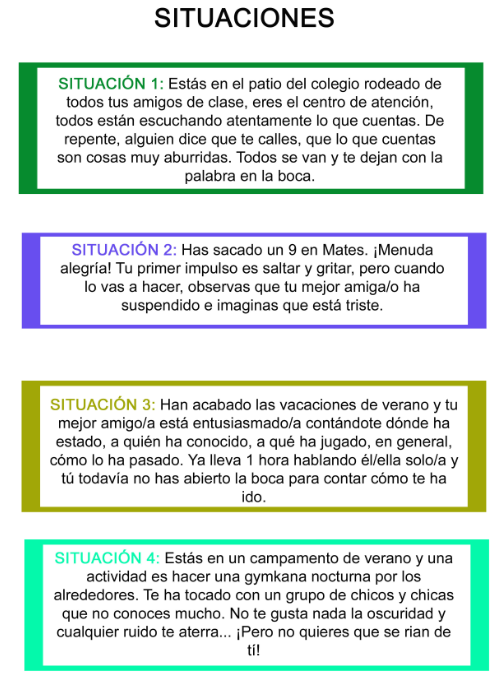 SITUACIONES
SITUACIÓN 1: Estás en el patio del colegio rodeado de
todos tus amigos de clase, eres el centro de atención,
todos están escuchando atentamente lo que cuentas. De
repente, alguien dice que te calles, que lo que cuentas
son cosas muy aburridas. Todos se van y te dejan con la
palabra en la boca.
SITUACIÓN 2: Has sacado un 9 en Mates. ¡Menuda
alegría! Tu primer impulso es saltar y gritar, pero cuando
lo vas a hacer, observas que tu mejor amiga/o ha
suspendido e imaginas que está triste.
SITUACIÓN 3: Han acabado las vacaciones de verano y tu
mejor amigo/a está entusiasmado/a contándote dónde ha
estado, a quién ha conocido, a qué ha jugado, en general,
cómo lo ha pasado. Ya lleva 1 hora hablando él/ella solo/a y
tú todavía no has abierto la boca para contar cómo te ha
ido.
SITUACIÓN 4: Estás en un campamento de verano y una
actividad es hacer una gymkana nocturna por los
alrededores. Te ha tocado con un grupo de chicos y chicas
que no conoces mucho. No te gusta nada la oscuridad y
cualquier ruido te aterra... ¡Pero no quieres que se rian de
tí!